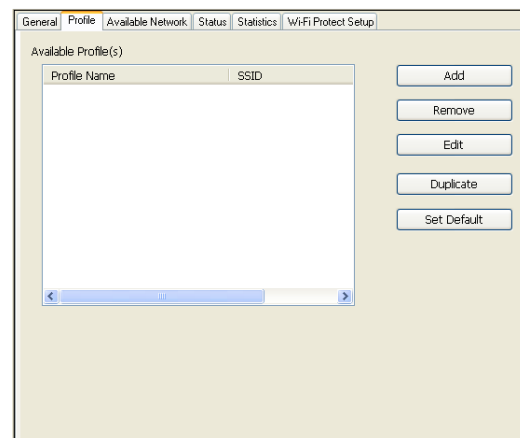 General Profile Available Network Status Statistics Wi-Fi Protect Setup
Available Profile(s)
Profile Name SSID
Add
Remove
Edit
Duplicate
Set Default